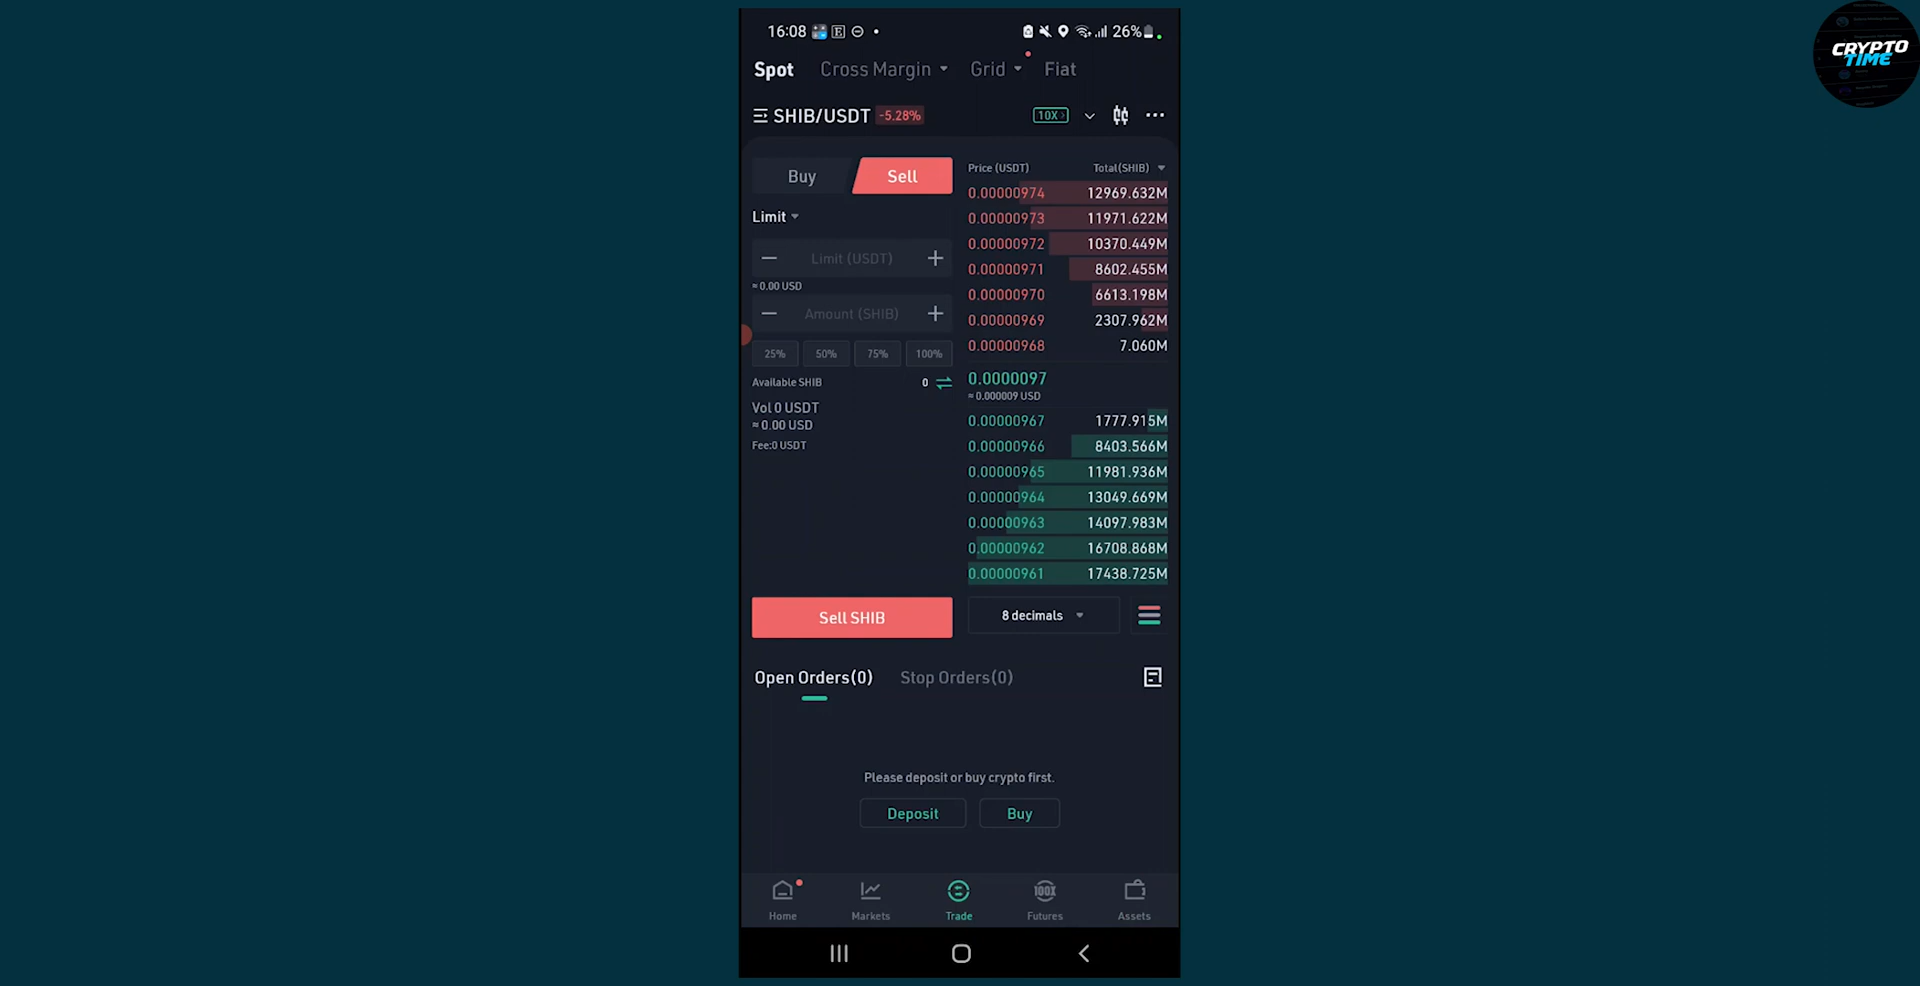 16:08 E 26%
CRYPTO
TIME
Spot Cross Margin Grid Fiat
SHIB/USDT -5.28% 10X
Buy Sell
Limit
Limit (USDT)
≈ 0.00 USD
Amount (SHIB)
25% 50% 75% 100%
Available SHIB 0
Vol 0 USDT
≈ 0.00 USD
Fee:0 USDT
Sell SHIB
Price (USDT) Total(SHIB)
0.00000974 12969.632M
0.00000973 11971.622M
0.00000972 10370.449M
0.00000971 8602.455M
0.00000970 6613.198M
0.00000969 2307.962M
0.00000968 7.060M
0.0000097
≈ 0.000009 USD
0.00000967 1777.915M
0.00000966 8403.566M
0.00000965 11981.936M
0.00000964 13049.669M
0.00000963 14097.983M
0.00000962 16708.868M
0.00000961 17438.725M
8 decimals
Open Orders(0) Stop Orders(0)
Please deposit or buy crypto first.
Deposit Buy
100X
Home Markets Trade Futures Assets